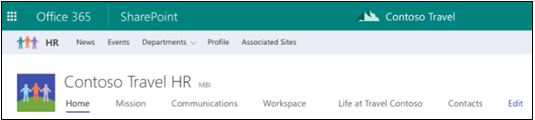 Office 365 SharePoint Contoso Travel
HR News Events Departments Profile Associated Sites
Contoso Travel HR MBI
Home Mission Communications Workspace Life at Travel Contoso Contacts Edit